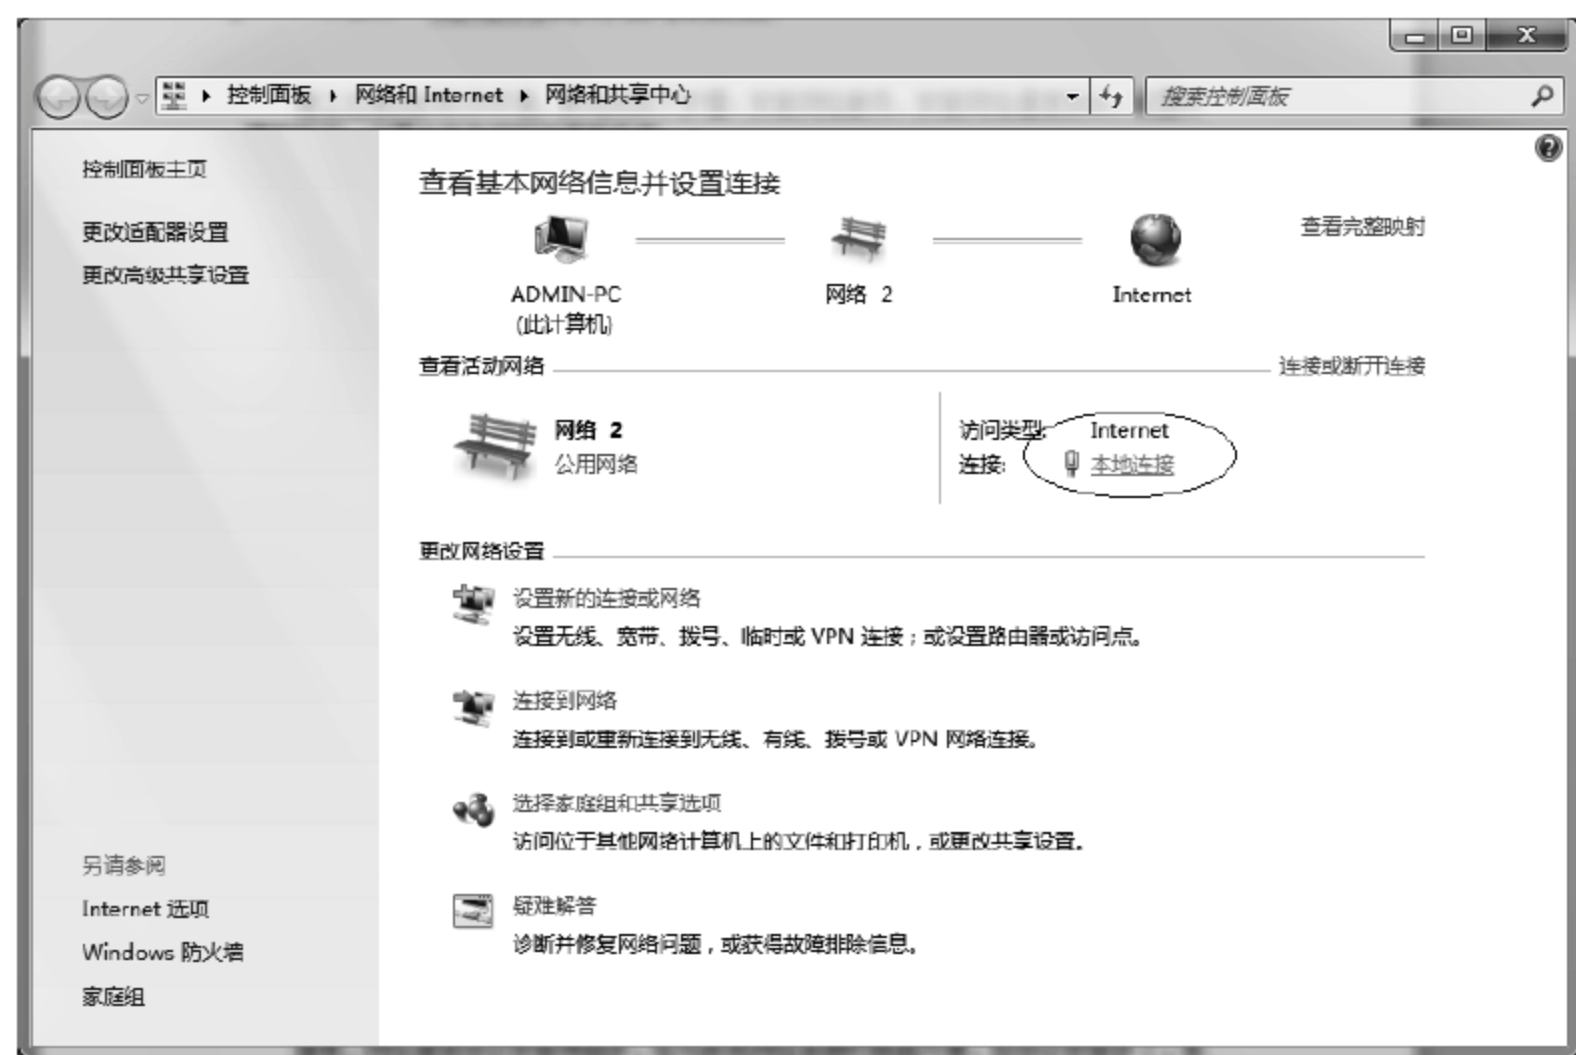 控制面板 网络和 Internet 网络和共享中心
搜索控制面板
控制面板主页
更改适配器设置
更改高级共享设置
查看基本网络信息并设置连接
查看完整映射
ADMIN-PC
(此计算机)
网络 2
Internet
查看活动网络
连接或断开连接
网络 2
公用网络
访问类型: Internet
连接: 本地连接
更改网络设置
设置新的连接或网络
设置无线、宽带、拨号、临时或 VPN 连接；或设置路由器或访问点。
连接到网络
连接到或重新连接到无线、有线、拨号或 VPN 网络连接。
选择家庭组和共享选项
访问位于其他网络计算机上的文件和打印机，或更改共享设置。
疑难解答
诊断并修复网络问题，或获得故障排除信息。
另请参阅
Internet 选项
Windows 防火墙
家庭组